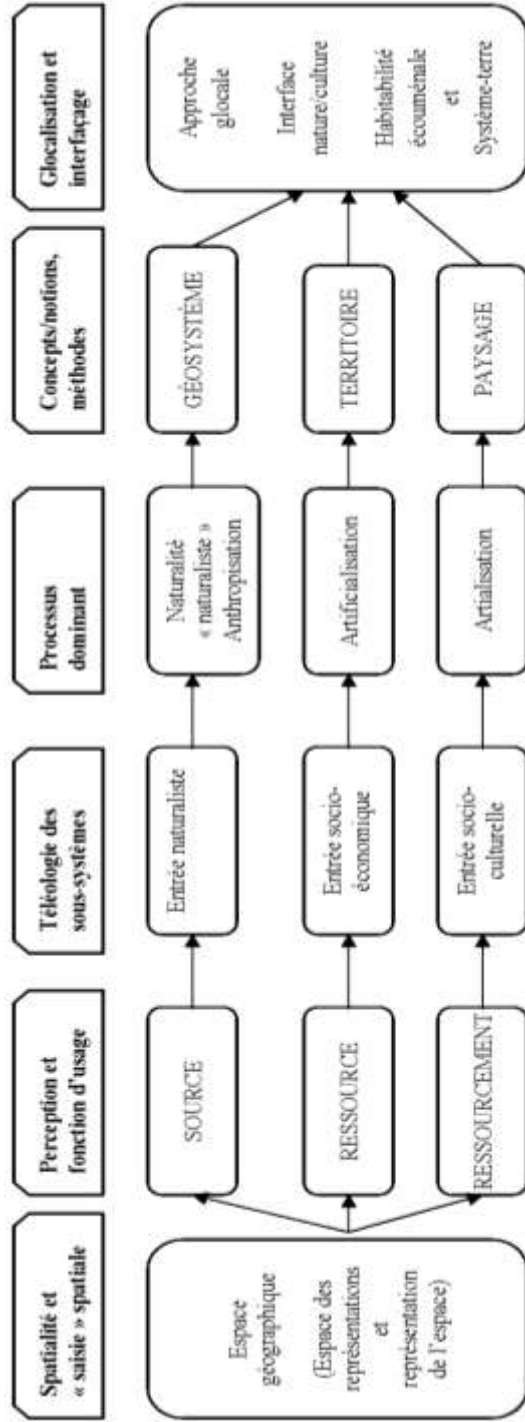 Spatialité et
« saisie » spatiale
Perception et
fonction d'usage
Téléologie des
sous-systèmes
Processus
dominant
Concepts/notions,
méthodes
Glocalisation et
interfaçage
Espace
géographique
(Espace des
représentations
et
représentation
de l'espace)
SOURCE
Entrée naturaliste
Naturalité
« naturaliste »
Anthropisation
GÉOSYSTÈME
RESSOURCE
Entrée socio-
économique
Artificialisation
TERRITOIRE
RESSOURCEMENT
Entrée socio-
culturelle
Artialisation
PAYSAGE
Approche
glocale
Interface
nature/culture
Habitabilité
écouménale
et
Système-terre